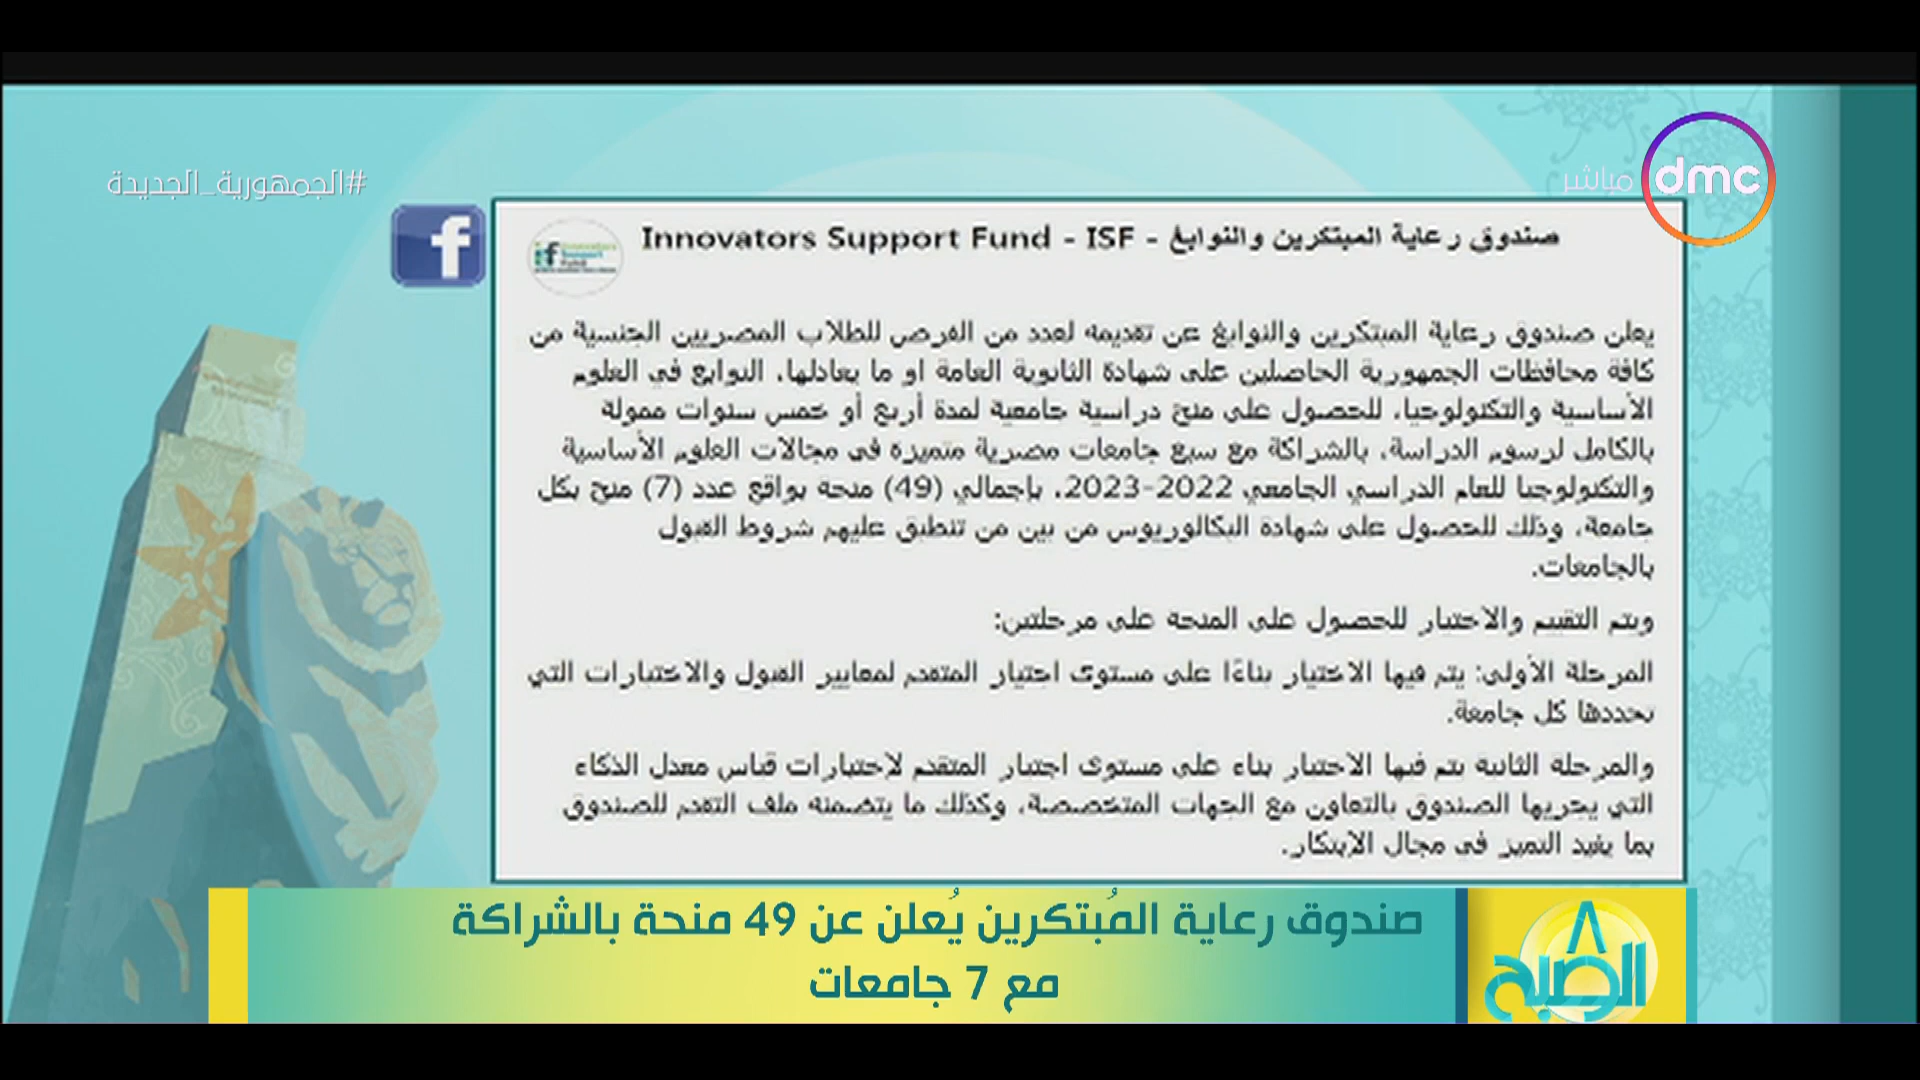 #الجمهورية_الجديدة
مباشر
dmc
صندوق رعاية المبتكرين والنوابغ - Innovators Support Fund - ISF
Innovators
Support
Fund
يعلن صندوق رعاية المبتكرين والنوابغ عن تقديمه لعدد من الفرص للطلاب المصريين الجنسية من
كافة محافظات الجمهورية الحاصلين على شهادة الثانوية العامة او ما يعادلها، النوابغ في العلوم
الأساسية والتكنولوجيا، للحصول على منح دراسية جامعية لمدة أربع أو خمس سنوات ممولة
بالكامل لرسوم الدراسة، بالشراكة مع سبع جامعات مصرية متميزة في مجالات العلوم الأساسية
والتكنولوجيا للعام الدراسي الجامعي 2022-2023، بإجمالي (49) منحة بواقع عدد (7) منح بكل
جامعة، وذلك للحصول على شهادة البكالوريوس من بين من تنطبق عليهم شروط القبول
بالجامعات.
ويتم التقييم والاختيار للحصول على المنحة على مرحلتين:
المرحلة الأولى: يتم فيها الاختيار بناءًا على مستوى اجتياز المتقدم لمعايير القبول والاختبارات التي
تحددها كل جامعة.
والمرحلة الثانية يتم فيها الاختيار بناء على مستوى اجتياز المتقدم لاختبارات قياس معدل الذكاء
التي يجريها الصندوق بالتعاون مع الجهات المتخصصة، وكذلك ما يتضمنه ملف التقدم للصندوق
بما يفيد التميز في مجال الابتكار.
صندوق رعاية المُبتكرين يُعلن عن 49 منحة بالشراكة
مع 7 جامعات
٨
الصبح